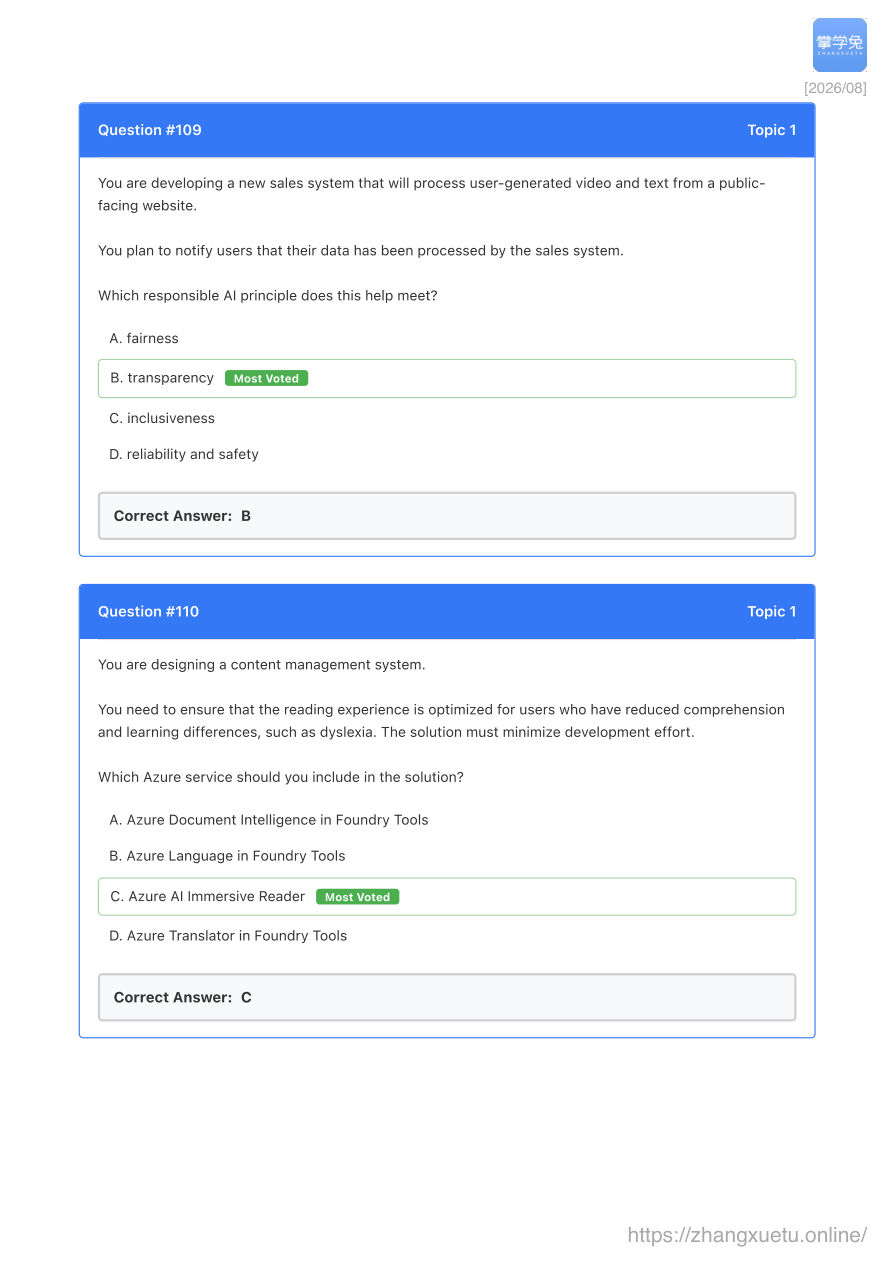 掌学兔
ZHANGXUETU
[2026/08]
Question #109 Topic 1
You are developing a new sales system that will process user-generated video and text from a public-
facing website.
You plan to notify users that their data has been processed by the sales system.
Which responsible AI principle does this help meet?
A. fairness
B. transparency Most Voted
C. inclusiveness
D. reliability and safety
Correct Answer: B
Question #110 Topic 1
You are designing a content management system.
You need to ensure that the reading experience is optimized for users who have reduced comprehension
and learning differences, such as dyslexia. The solution must minimize development effort.
Which Azure service should you include in the solution?
A. Azure Document Intelligence in Foundry Tools
B. Azure Language in Foundry Tools
C. Azure AI Immersive Reader Most Voted
D. Azure Translator in Foundry Tools
Correct Answer: C
https://zhangxuetu.online/